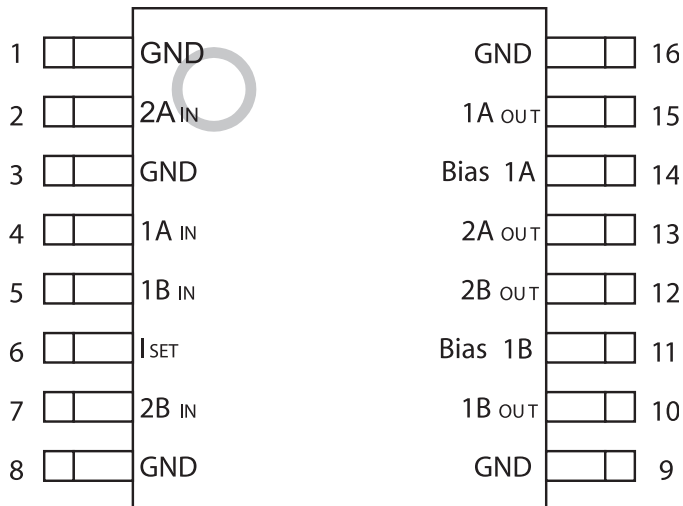 1 GND GND 16
2 2A IN 1A OUT 15
3 GND Bias 1A 14
4 1A IN 2A OUT 13
5 1B IN 2B OUT 12
6 I SET Bias 1B 11
7 2B IN 1B OUT 10
8 GND GND 9